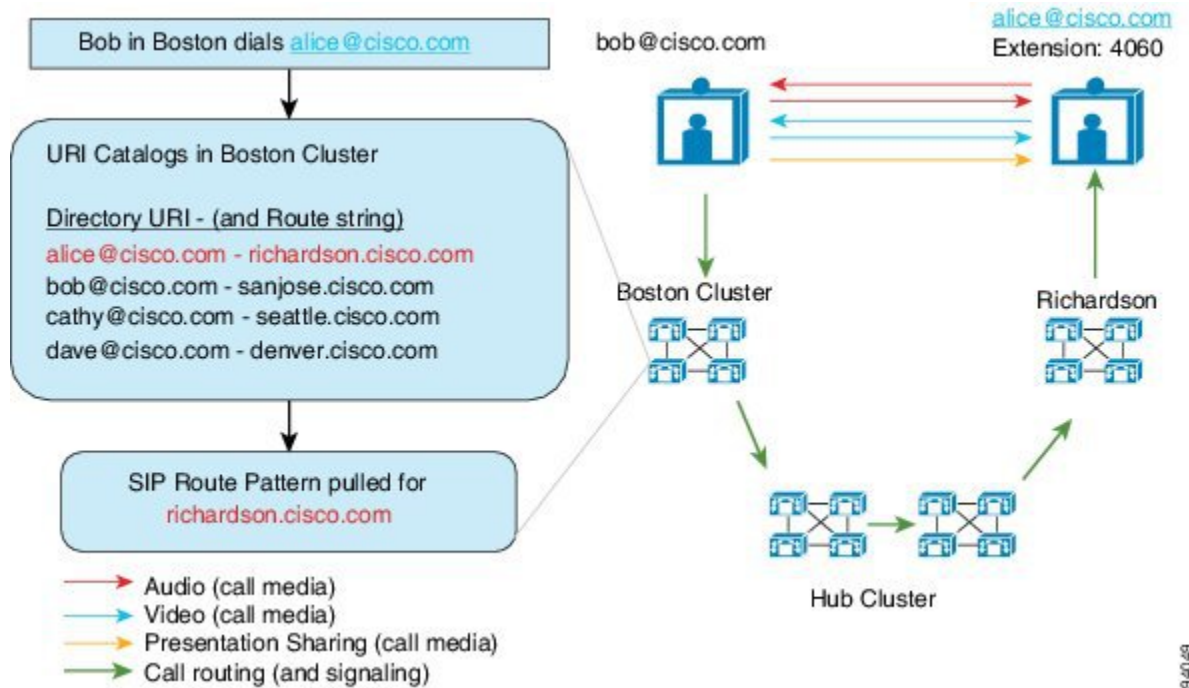 Bob in Boston dials alice@cisco.com
URI Catalogs in Boston Cluster
Directory URI - (and Route string)
alice@cisco.com - richardson.cisco.com
bob@cisco.com - sanjose.cisco.com
cathy@cisco.com - seattle.cisco.com
dave@cisco.com - denver.cisco.com
SIP Route Pattern pulled for
richardson.cisco.com
Audio (call media)
Video (call media)
Presentation Sharing (call media)
Call routing (and signaling)
bob@cisco.com
alice@cisco.com
Extension: 4060
Boston Cluster
Richardson
Hub Cluster